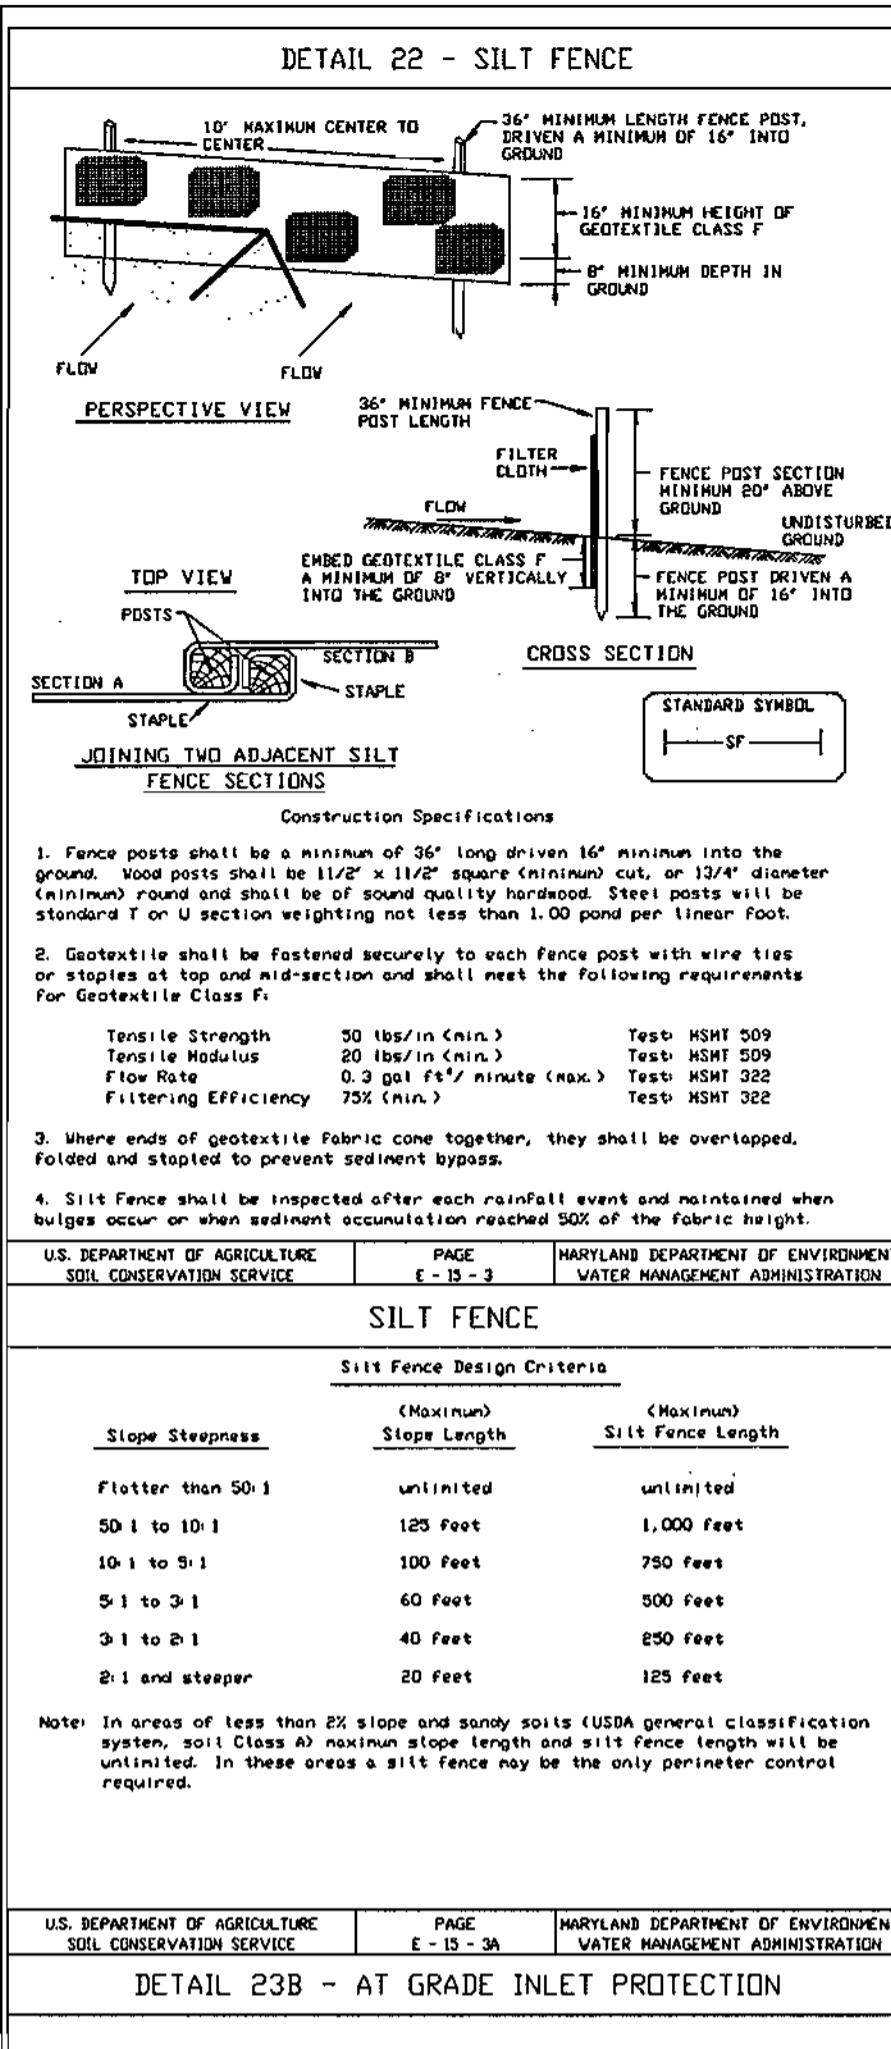 DETAIL 22 - SILT FENCE
10' MAXIMUM CENTER TO
CENTER
36" MINIMUM LENGTH FENCE POST,
DRIVEN A MINIMUM OF 16" INTO
GROUND
16" MINIMUM HEIGHT OF
GEOTEXTILE CLASS F
8" MINIMUM DEPTH IN
GROUND
FLOW
FLOW
PERSPECTIVE VIEW
36" MINIMUM FENCE
POST LENGTH
FILTER
CLOTH
FENCE POST SECTION
MINIMUM 20" ABOVE
GROUND
FLOW
UNDISTURBED
GROUND
EMBED GEOTEXTILE CLASS F
A MINIMUM OF 8" VERTICALLY
INTO THE GROUND
FENCE POST DRIVEN A
MINIMUM OF 16" INTO
THE GROUND
CROSS SECTION
TOP VIEW
POSTS
SECTION B
SECTION A
STAPLE
STAPLE
JOINING TWO ADJACENT SILT
FENCE SECTIONS
STANDARD SYMBOL
SF
Construction Specifications
1. Fence posts shall be a minimum of 36" long driven 16" minimum into the
ground. Wood posts shall be 11/2" x 11/2" square (minimum) cut, or 13/4" diameter
(minimum) round and shall be of sound quality hardwood. Steel posts will be
standard T or U section weighting not less than 1.00 pond per linear foot.
2. Geotextile shall be fastened securely to each fence post with wire ties
or staples at top and mid-section and shall meet the following requirements
for Geotextile Class F:
Tensile Strength 50 lbs/in (min.) Test: MSMT 509
Tensile Modulus 20 lbs/in (min.) Test: MSMT 509
Flow Rate 0.3 gal ft²/ minute (max.) Test: MSMT 322
Filtering Efficiency 75% (min.) Test: MSMT 322
3. Where ends of geotextile fabric come together, they shall be overlapped,
folded and stapled to prevent sediment bypass.
4. Silt Fence shall be inspected after each rainfall event and maintained when
bulges occur or when sediment accumulation reached 50% of the fabric height.
U.S. DEPARTMENT OF AGRICULTURE
SOIL CONSERVATION SERVICE
PAGE
E - 15 - 3
MARYLAND DEPARTMENT OF ENVIRONMENT
WATER MANAGEMENT ADMINISTRATION
SILT FENCE
Silt Fence Design Criteria
Slope Steepness (Maximum) Slope Length (Maximum) Silt Fence Length
Flatter than 50:1 unlimited unlimited
50:1 to 10:1 125 feet 1,000 feet
10:1 to 5:1 100 feet 750 feet
5:1 to 3:1 60 feet 500 feet
3:1 to 2:1 40 feet 250 feet
2:1 and steeper 20 feet 125 feet
Note: In areas of less than 2% slope and sandy soils (USDA general classification
system, soil Class A) maximum slope length and silt fence length will be
unlimited. In these areas a silt fence may be the only perimeter control
required.
U.S. DEPARTMENT OF AGRICULTURE
SOIL CONSERVATION SERVICE
PAGE
E - 15 - 3A
MARYLAND DEPARTMENT OF ENVIRONMEN
WATER MANAGEMENT ADMINISTRATION
DETAIL 23B - AT GRADE INLET PROTECTION